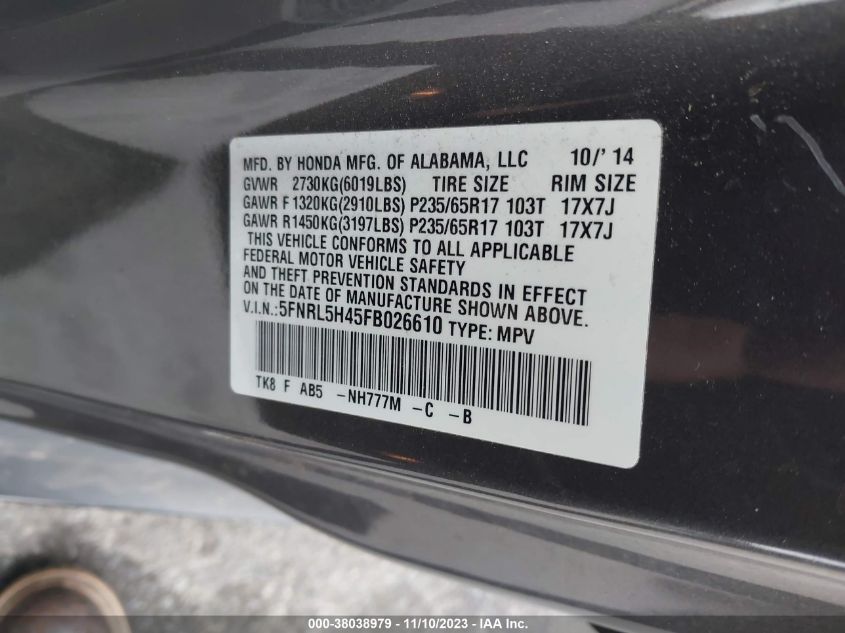 MFD. BY HONDA MFG. OF ALABAMA, LLC 10/'14
GVWR 2730KG(6019LBS) TIRE SIZE RIM SIZE
GAWR F 1320KG(2910LBS) P235/65R17 103T 17X7J
GAWR R1450KG(3197LBS) P235/65R17 103T 17X7J
THIS VEHICLE CONFORMS TO ALL APPLICABLE
FEDERAL MOTOR VEHICLE SAFETY
AND THEFT PREVENTION STANDARDS IN EFFECT
ON THE DATE OF MANUFACTURE SHOWN ABOVE.
V.I.N.:5FNRL5H45FB026610 TYPE: MPV
TK8 F AB5 -NH777M -C -B
000-38038979 - 11/10/2023 - IAA, Inc.